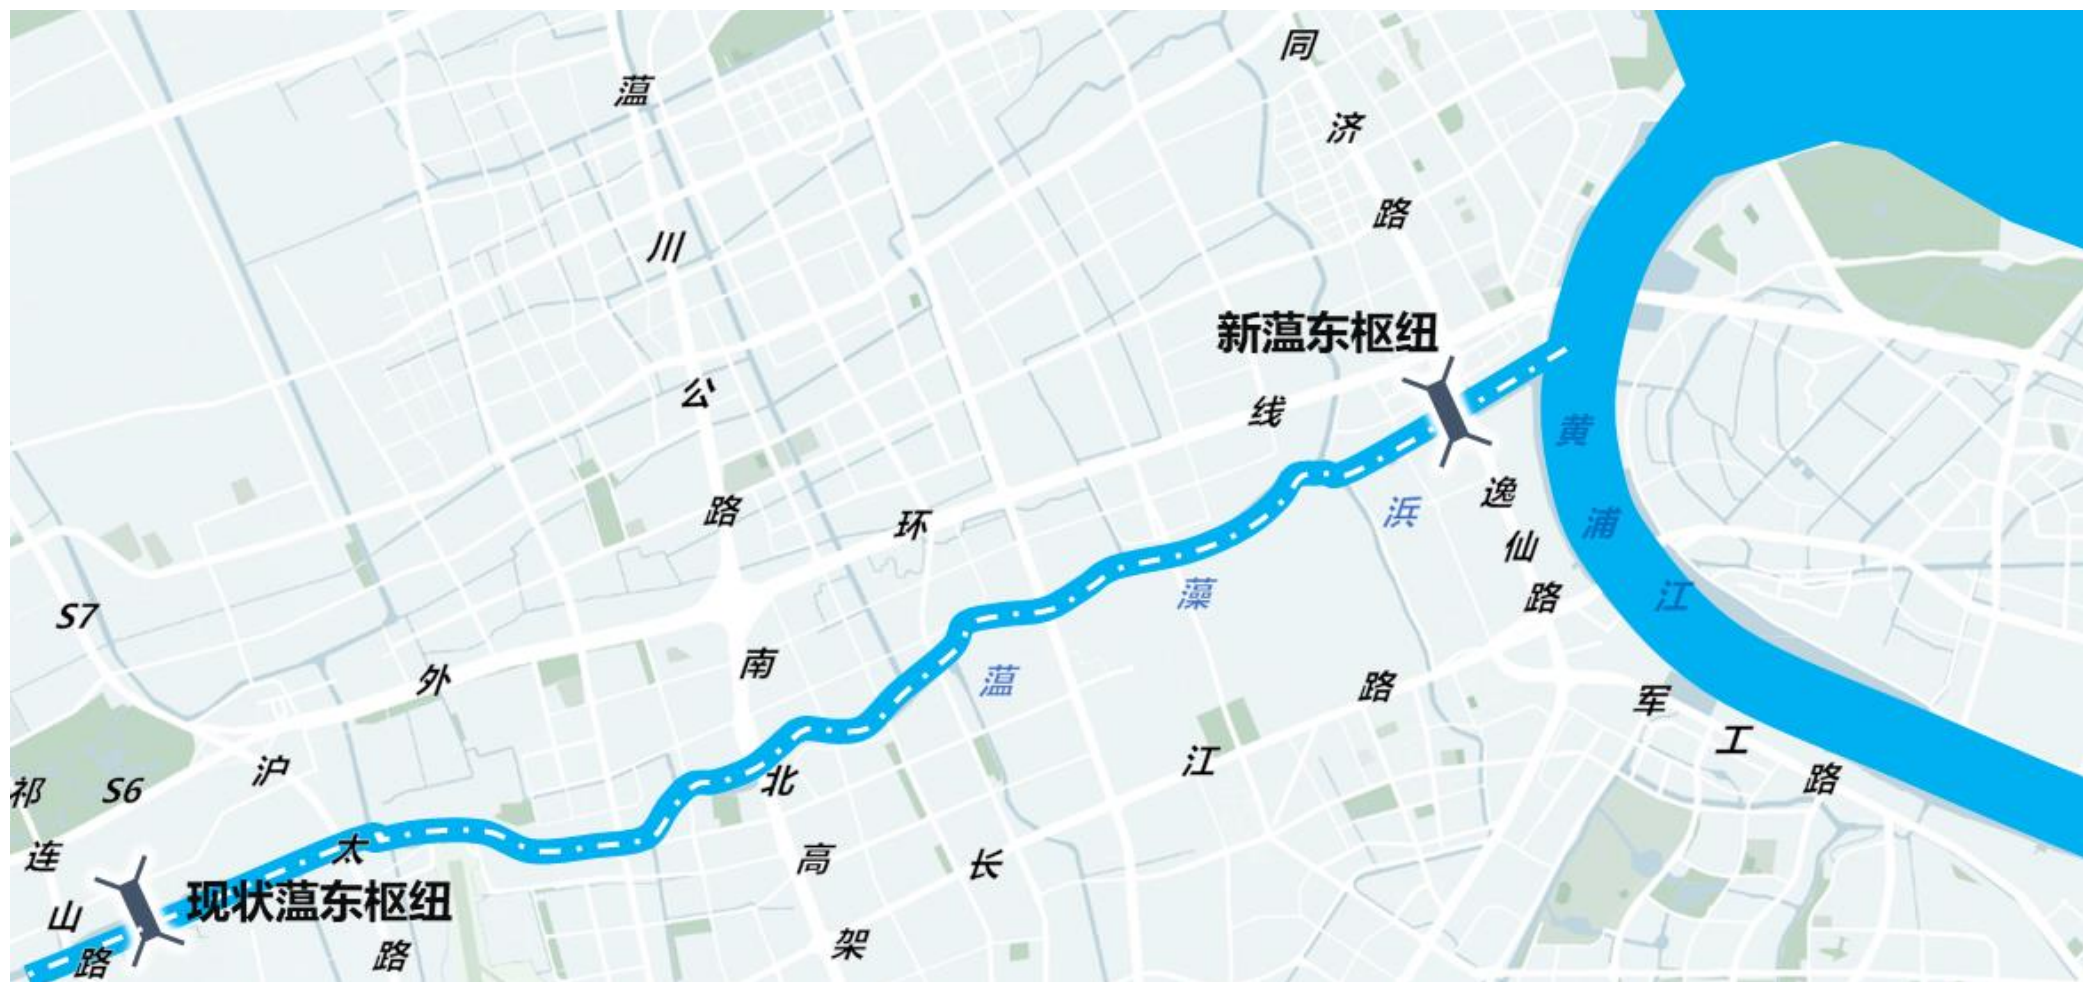 同济路
蕰川公路
新蕰东枢纽
外环线
逸仙路
黄浦江
蕰藻浜
S7
南北高架
长江路
军工路
沪太路
S6
祁连山路
现状蕰东枢纽